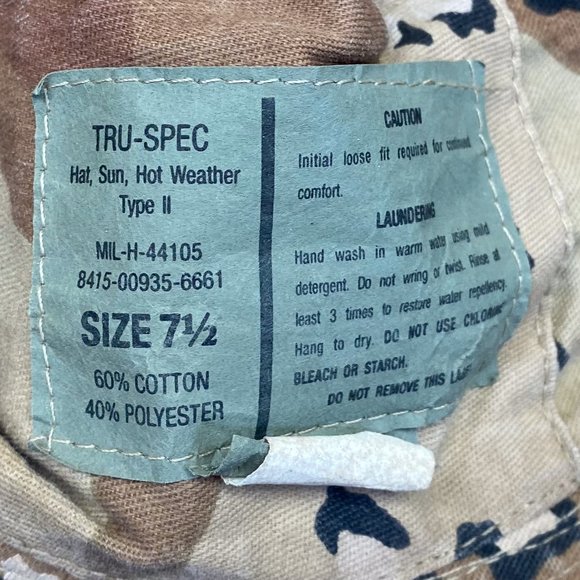 TRU-SPEC
Hat, Sun, Hot Weather
Type II
MIL-H-44105
8415-00935-6661
SIZE 7½
60% COTTON
40% POLYESTER
CAUTION
Initial loose fit required for continued
comfort.
LAUNDERING
Hand wash in warm water using mild
detergent. Do not wring or twist. Rinse at
least 3 times to restore water repellency.
Hang to dry. DO NOT USE CHLORINE
BLEACH OR STARCH.
DO NOT REMOVE THIS LABEL